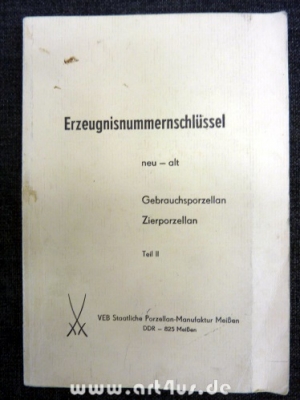 Erzeugnisnummernschlüssel
neu – alt
Gebrauchsporzellan
Zierporzellan
Teil II
VEB Staatliche Porzellan-Manufaktur Meißen
DDR – 825 Meißen
www.art4us.de